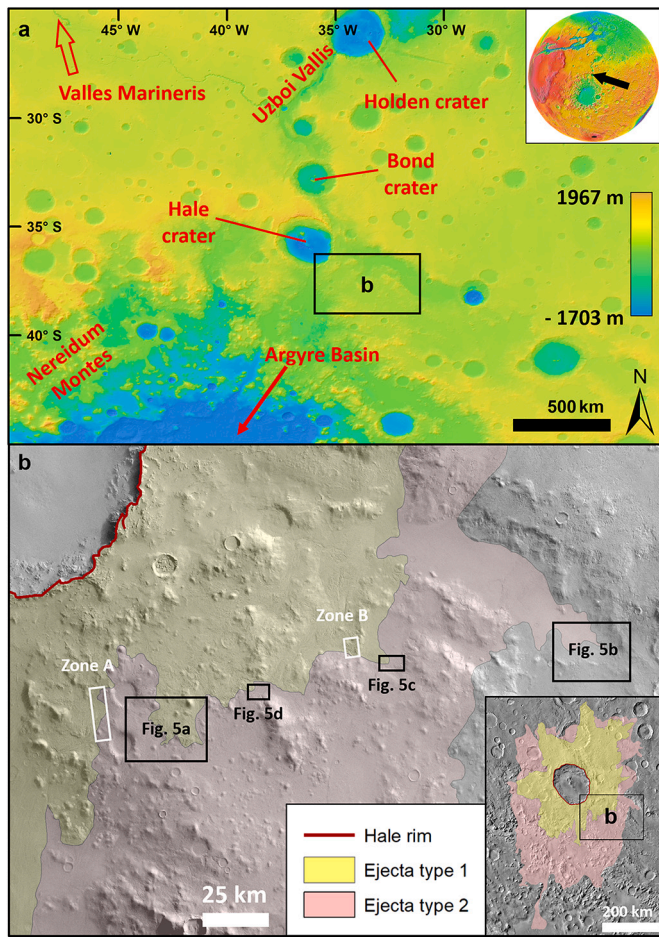 a
45° W
40° W
35° W
30° W
Valles Marineris
Uzboi Vallis
Holden crater
30° S
Bond
crater
Hale
crater
35° S
1967 m
- 1703 m
b
40° S
Nereidum
Montes
Argyre Basin
N
500 km
b
Zone B
Zone A
Fig. 5b
Fig. 5c
Fig. 5d
Fig. 5a
b
Hale rim
Ejecta type 1
Ejecta type 2
25 km
200 km